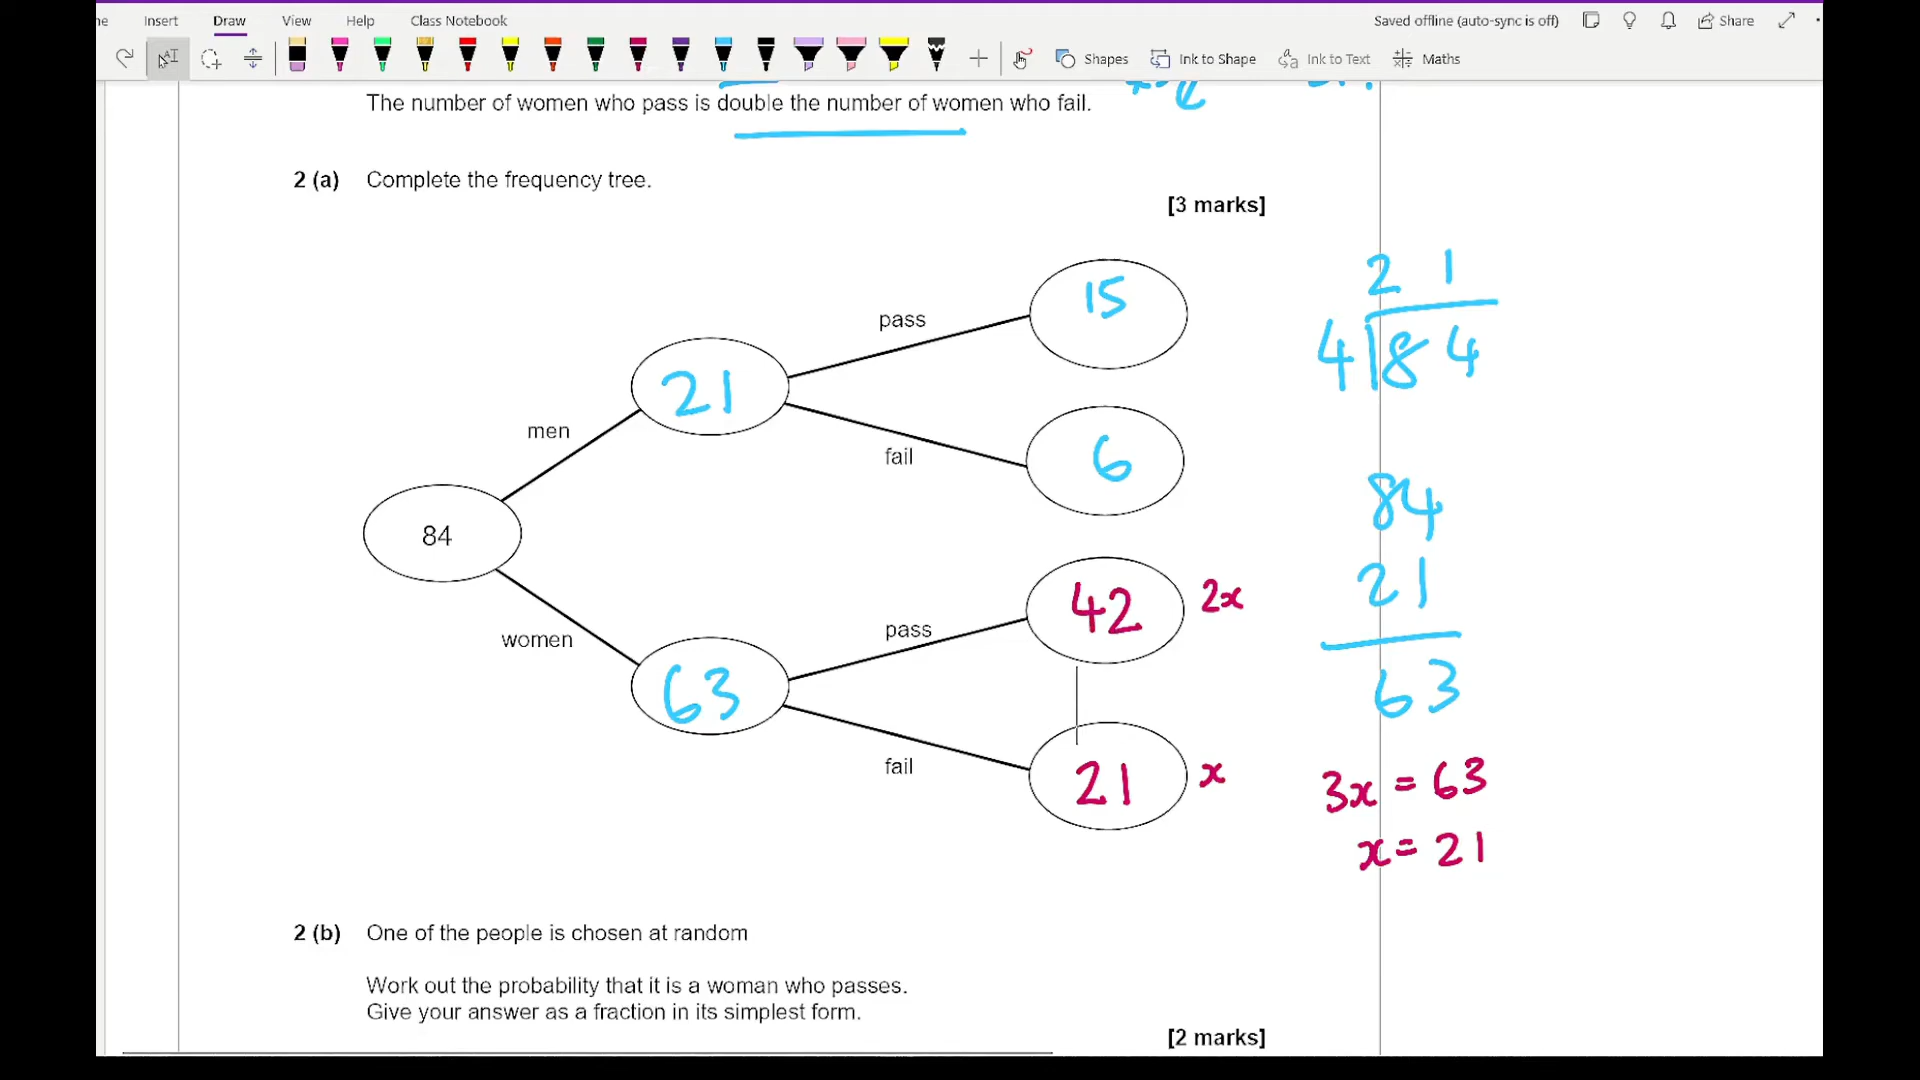 Insert Draw View Help Class Notebook Saved offline (auto-sync is off) Share
Shapes Ink to Shape Ink to Text Maths
The number of women who pass is double the number of women who fail.
2 (a) Complete the frequency tree.
[3 marks]
2 1
4 8 4
15
pass
21
men
fail
6
84
84
21
63
women
pass
42
2x
63
fail
21
x
3x = 63
x = 21
2 (b) One of the people is chosen at random
Work out the probability that it is a woman who passes.
Give your answer as a fraction in its simplest form.
[2 marks]